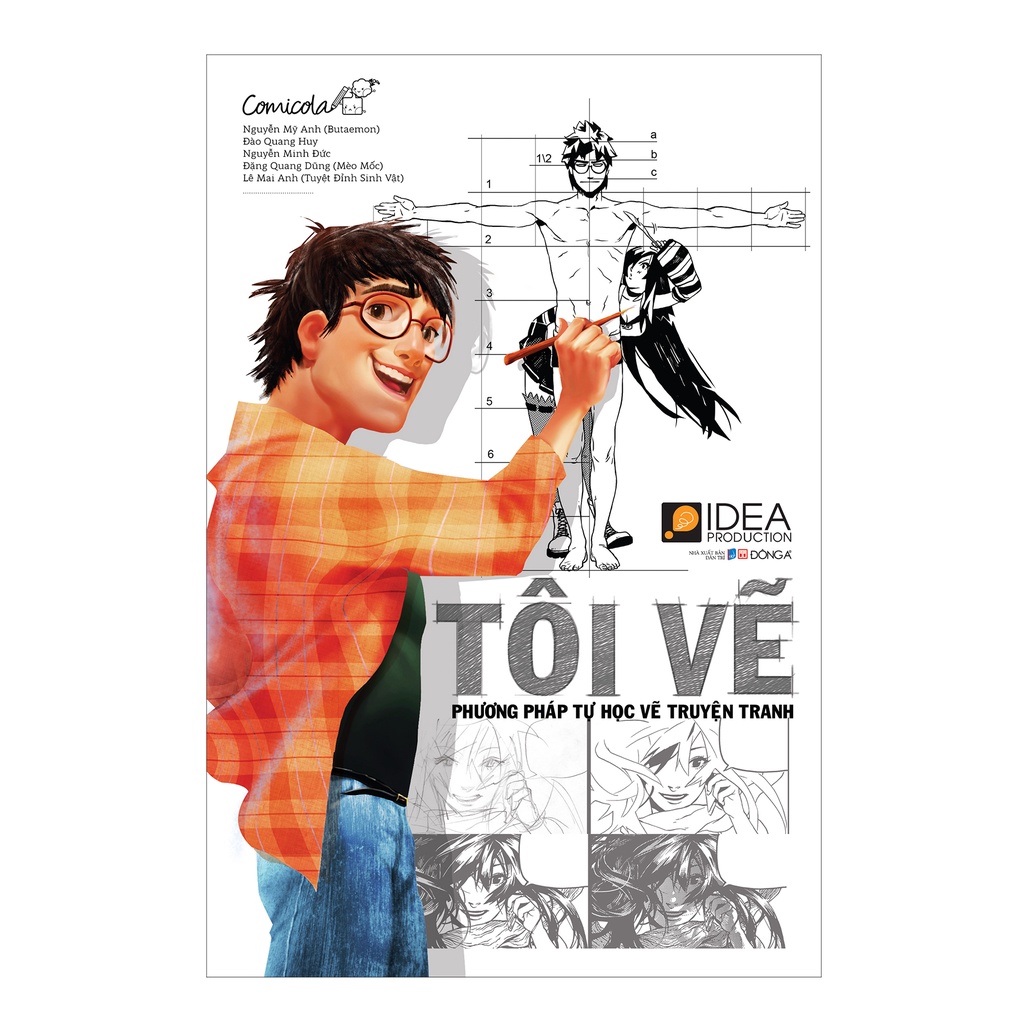 Comicola
Nguyễn Mỹ Anh (Butaemon)
Đào Quang Huy
Nguyễn Minh Đức
Đặng Quang Dũng (Mèo Mốc)
Lê Mai Anh (Tuyệt Đỉnh Sinh Vật)
a
1\2
b
c
1
2
3
4
5
6
IDEA
PRODUCTION
NHÀ XUẤT BẢN
DÂN TRÍ
ĐÔNG A
TÔI VẼ
PHƯƠNG PHÁP TỰ HỌC VẼ TRUYỆN TRANH